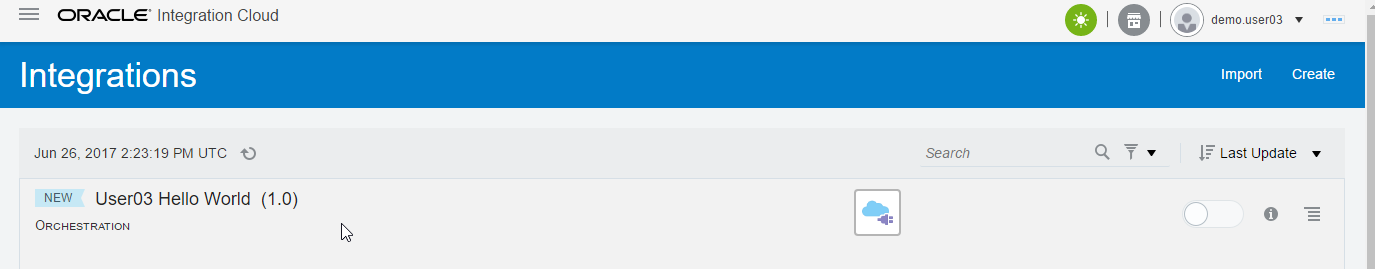 ORACLE® Integration Cloud
demo.user03
Integrations
Import
Create
Jun 26, 2017 2:23:19 PM UTC
Search
Last Update
NEW User03 Hello World (1.0)
ORCHESTRATION